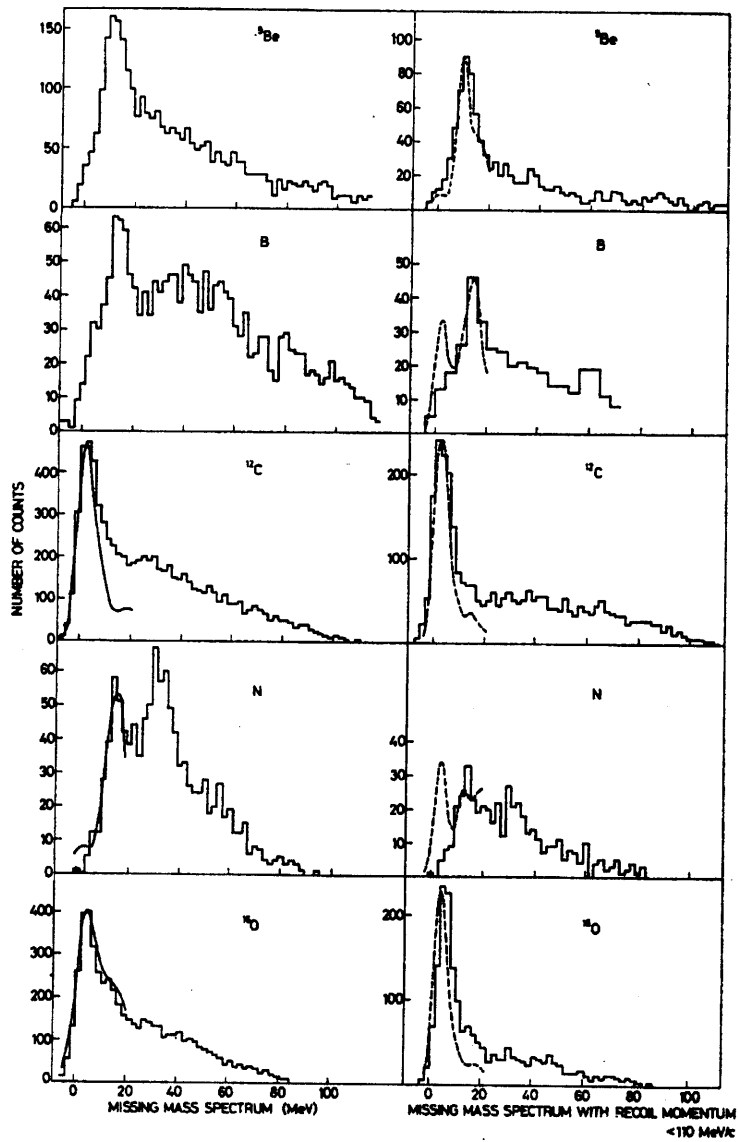 150
100
50
0
⁹Be
100
80
60
40
20
⁹Be
60
50
40
30
20
10
0
B
50
40
30
20
10
B
NUMBER OF COUNTS
400
300
200
100
0
¹²C
200
100
¹²C
60
50
40
30
20
10
0
N
40
30
20
10
N
400
300
200
100
0
¹⁶O
200
100
¹⁶O
0 20 40 60 80 100
0 20 40 60 80 100
MISSING MASS SPECTRUM (MeV)
MISSING MASS SPECTRUM WITH RECOIL MOMENTUM
<110 MeV/c